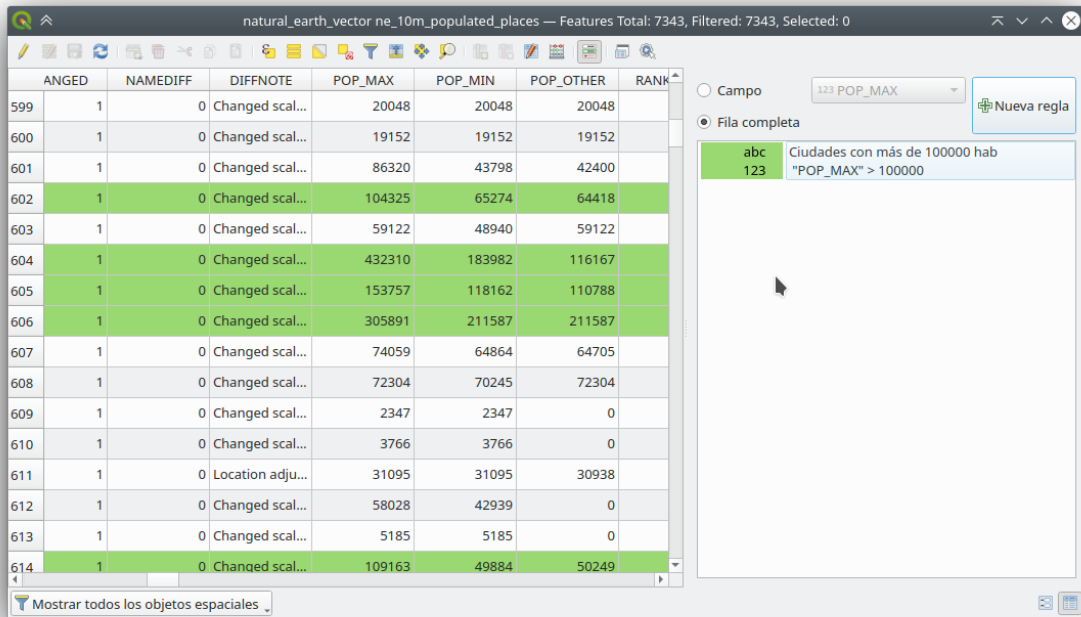 natural_earth_vector ne_10m_populated_places — Features Total: 7343, Filtered: 7343, Selected: 0
ANGED NAMEDIFF DIFFNOTE POP_MAX POP_MIN POP_OTHER RANK
599 1 0 Changed scal... 20048 20048 20048
600 1 0 Changed scal... 19152 19152 19152
601 1 0 Changed scal... 86320 43798 42400
602 1 0 Changed scal... 104325 65274 64418
603 1 0 Changed scal... 59122 48940 59122
604 1 0 Changed scal... 432310 183982 116167
605 1 0 Changed scal... 153757 118162 110788
606 1 0 Changed scal... 305891 211587 211587
607 1 0 Changed scal... 74059 64864 64705
608 1 0 Changed scal... 72304 70245 72304
609 1 0 Changed scal... 2347 2347 0
610 1 0 Changed scal... 3766 3766 0
611 1 0 Location adju... 31095 31095 30938
612 1 0 Changed scal... 58028 42939 0
613 1 0 Changed scal... 5185 5185 0
614 1 0 Changed scal... 109163 49884 50249
Campo 123 POP_MAX
Nueva regla
Fila completa
abc Ciudades con más de 100000 hab
123 "POP_MAX" > 100000
Mostrar todos los objetos espaciales